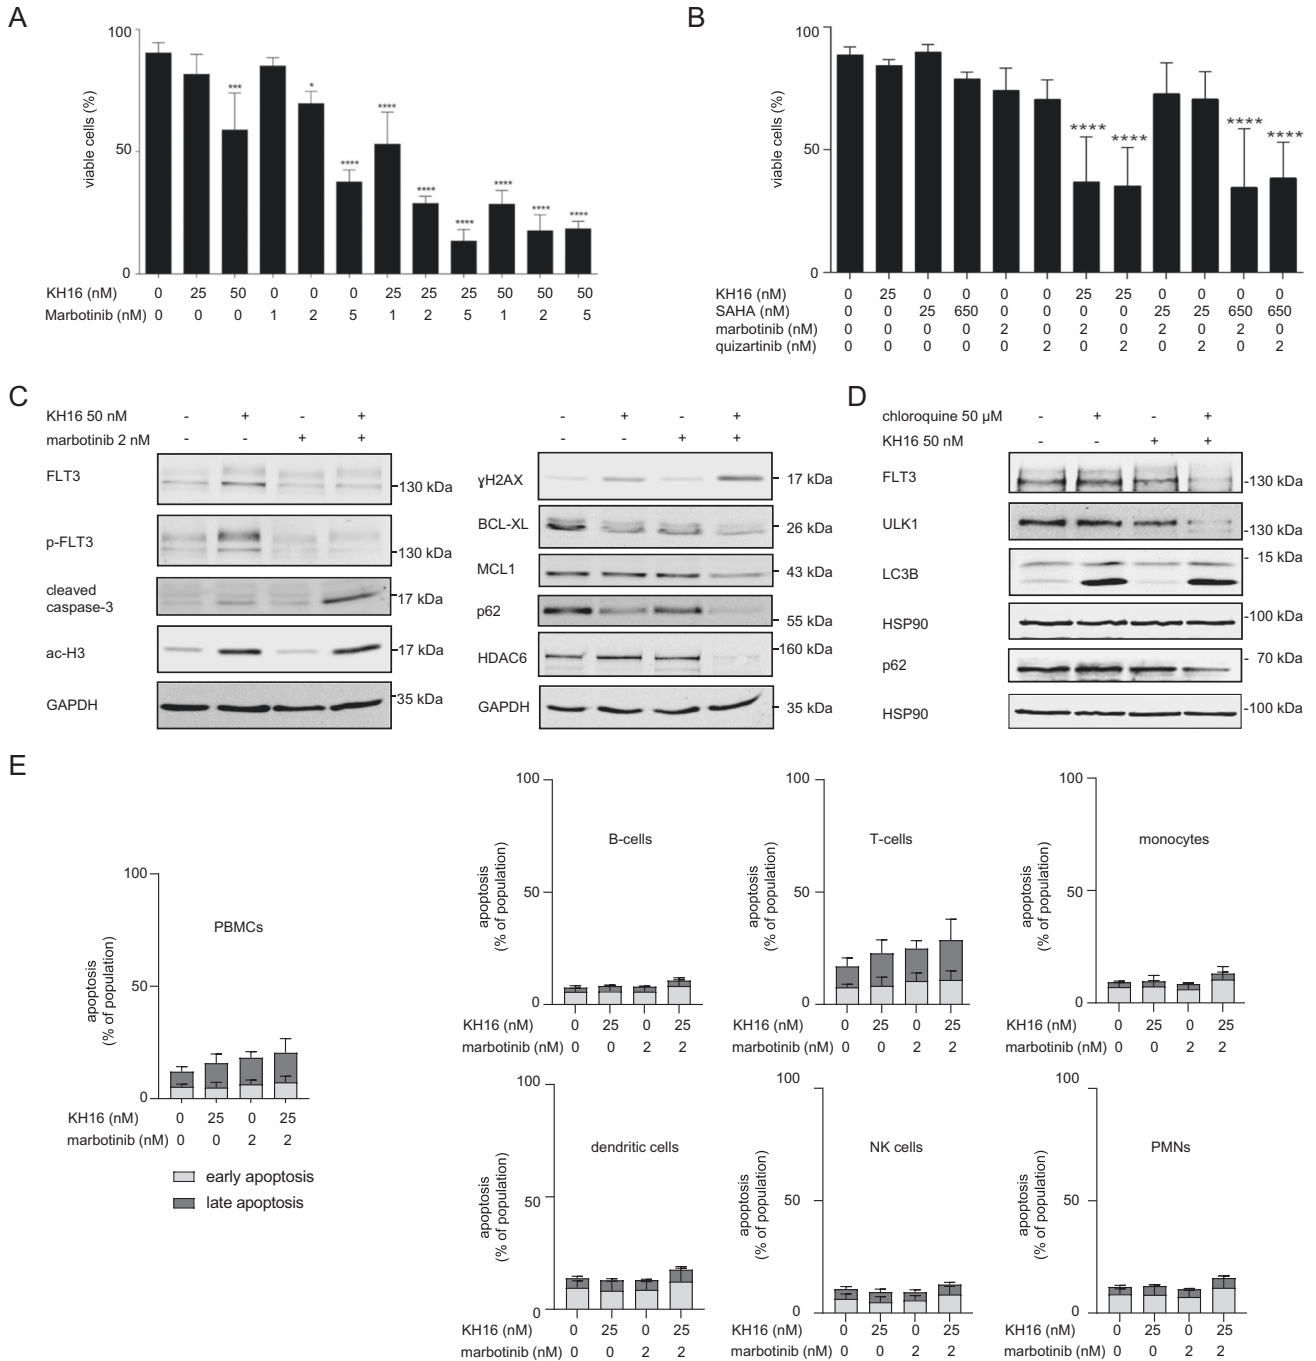 A
100
50
0
viable cells (%)
***
*
****
****
****
****
****
****
****
KH16 (nM) 0 25 50 0 0 0 25 25 25 50 50 50
Marbotinib (nM) 0 0 0 1 2 5 1 2 5 1 2 5
B
100
50
0
viable cells (%)
****
****
****
****
KH16 (nM) 0 25 0 0 0 0 25 25 0 0 0 0
SAHA (nM) 0 0 25 650 0 0 0 0 25 25 650 650
marbotinib (nM) 0 0 0 0 2 0 2 0 2 0 2 0
quizartinib (nM) 0 0 0 0 0 2 0 2 0 2 0 2
C
KH16 50 nM - + - +
marbotinib 2 nM - - + +
FLT3 130 kDa
p-FLT3 130 kDa
cleaved
caspase-3 17 kDa
ac-H3 17 kDa
GAPDH 35 kDa
- + - +
- - + +
ɣH2AX 17 kDa
BCL-XL 26 kDa
MCL1 43 kDa
p62 55 kDa
HDAC6 160 kDa
GAPDH 35 kDa
D
chloroquine 50 µM - + - +
KH16 50 nM - - + +
FLT3 -130 kDa
ULK1 -130 kDa
LC3B - 15 kDa
HSP90 -100 kDa
p62 - 70 kDa
HSP90 -100 kDa
E
100
50
0
apoptosis
(% of population)
PBMCs
KH16 (nM) 0 25 0 25
marbotinib (nM) 0 0 2 2
early apoptosis
late apoptosis
100
50
0
apoptosis
(% of population)
B-cells
KH16 (nM) 0 25 0 25
marbotinib (nM) 0 0 2 2
100
50
0
apoptosis
(% of population)
T-cells
KH16 (nM) 0 25 0 25
marbotinib (nM) 0 0 2 2
100
50
0
apoptosis
(% of population)
monocytes
KH16 (nM) 0 25 0 25
marbotinib (nM) 0 0 2 2
100
50
0
apoptosis
(% of population)
dendritic cells
KH16 (nM) 0 25 0 25
marbotinib (nM) 0 0 2 2
100
50
0
apoptosis
(% of population)
NK cells
KH16 (nM) 0 25 0 25
marbotinib (nM) 0 0 2 2
100
50
0
apoptosis
(% of population)
PMNs
KH16 (nM) 0 25 0 25
marbotinib (nM) 0 0 2 2